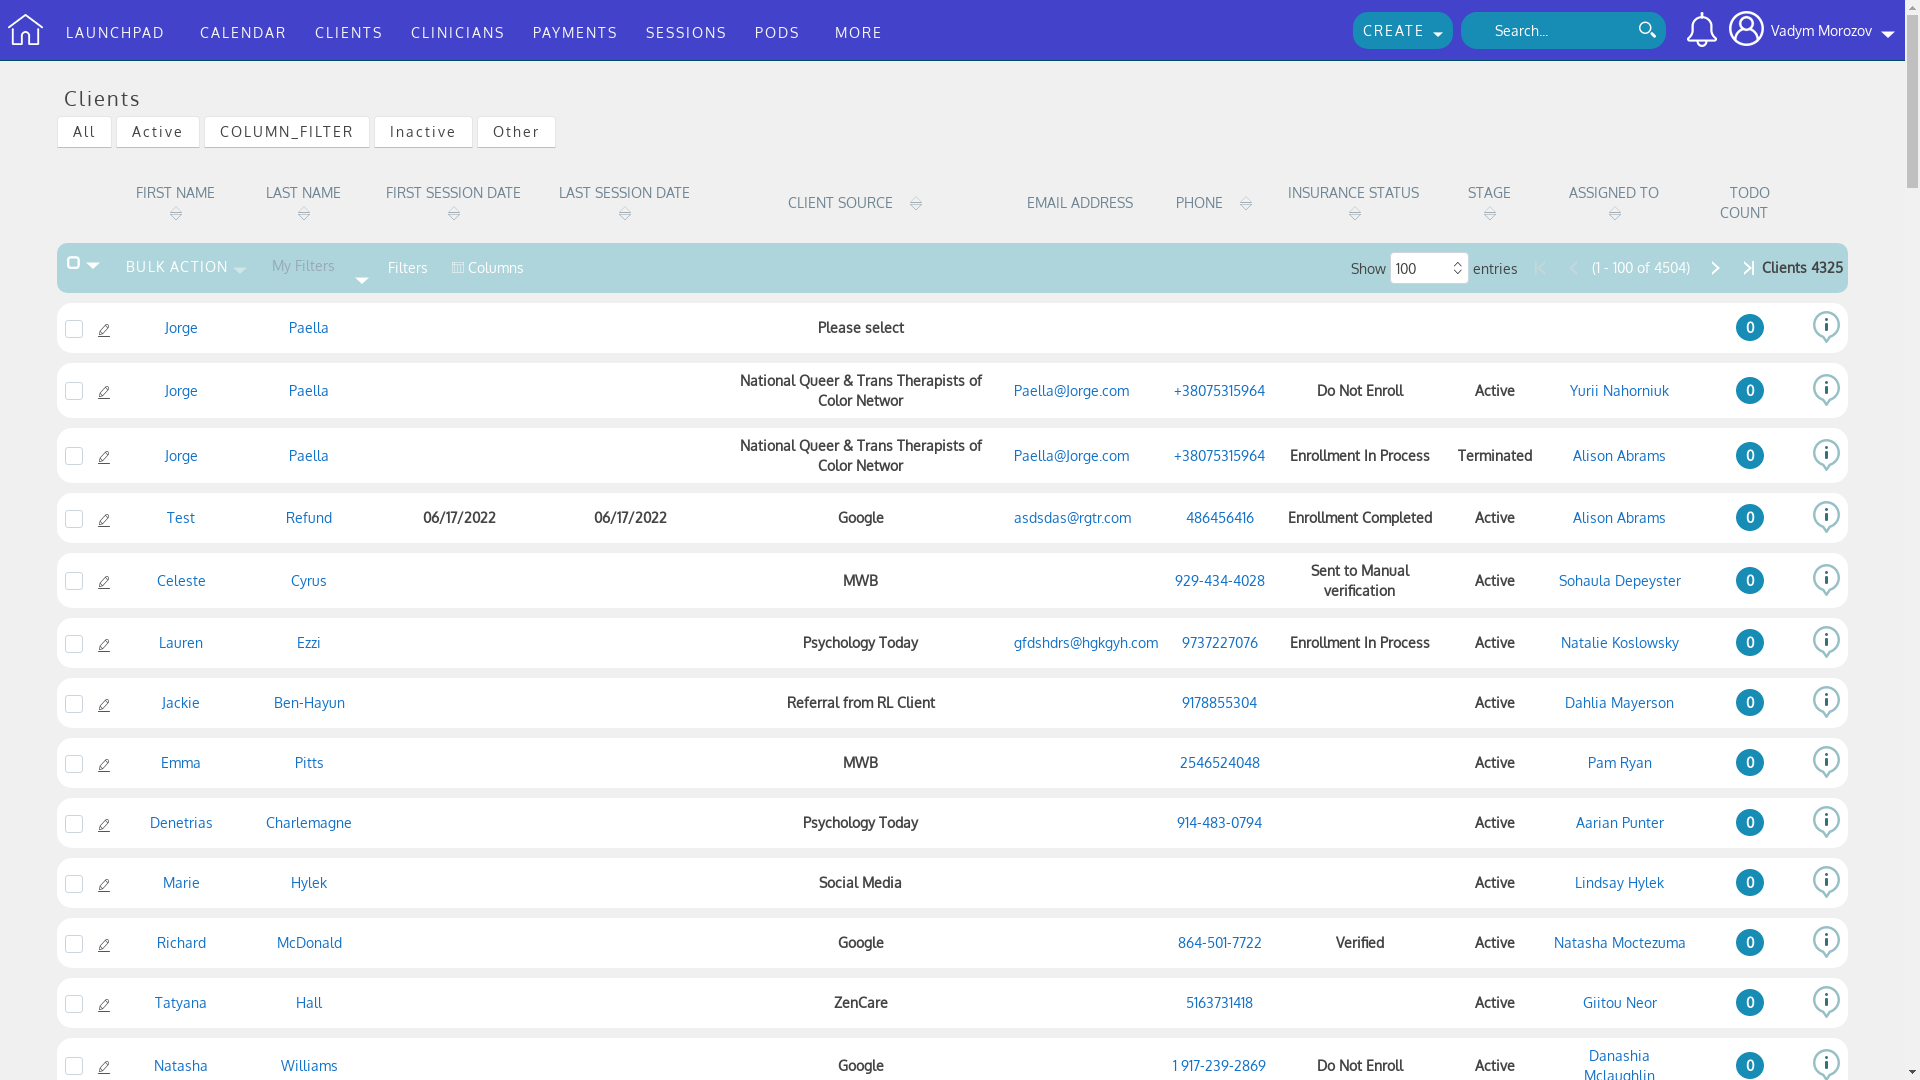 LAUNCHPAD CALENDAR CLIENTS CLINICIANS PAYMENTS SESSIONS PODS MORE CREATE Search... Vadym Morozov
Clients
All Active COLUMN_FILTER Inactive Other
FIRST NAME LAST NAME FIRST SESSION DATE LAST SESSION DATE CLIENT SOURCE EMAIL ADDRESS PHONE INSURANCE STATUS STAGE ASSIGNED TO TODO COUNT
BULK ACTION My Filters Filters Columns Show 100 entries (1 - 100 of 4504) Clients 4325
Jorge Paella Please select 0
Jorge Paella National Queer & Trans Therapists of Color Networ Paella@Jorge.com +38075315964 Do Not Enroll Active Yurii Nahorniuk 0
Jorge Paella National Queer & Trans Therapists of Color Networ Paella@Jorge.com +38075315964 Enrollment In Process Terminated Alison Abrams 0
Test Refund 06/17/2022 06/17/2022 Google asdsdas@rgtr.com 486456416 Enrollment Completed Active Alison Abrams 0
Celeste Cyrus MWB 929-434-4028 Sent to Manual verification Active Sohaula Depeyster 0
Lauren Ezzi Psychology Today gfdshdrs@hgkgyh.com 9737227076 Enrollment In Process Active Natalie Koslowsky 0
Jackie Ben-Hayun Referral from RL Client 9178855304 Active Dahlia Mayerson 0
Emma Pitts MWB 2546524048 Active Pam Ryan 0
Denetrias Charlemagne Psychology Today 914-483-0794 Active Aarian Punter 0
Marie Hylek Social Media Active Lindsay Hylek 0
Richard McDonald Google 864-501-7722 Verified Active Natasha Moctezuma 0
Tatyana Hall ZenCare 5163731418 Active Giitou Neor 0
Natasha Williams Google 1 917-239-2869 Do Not Enroll Active Danashia Mclaughlin 0